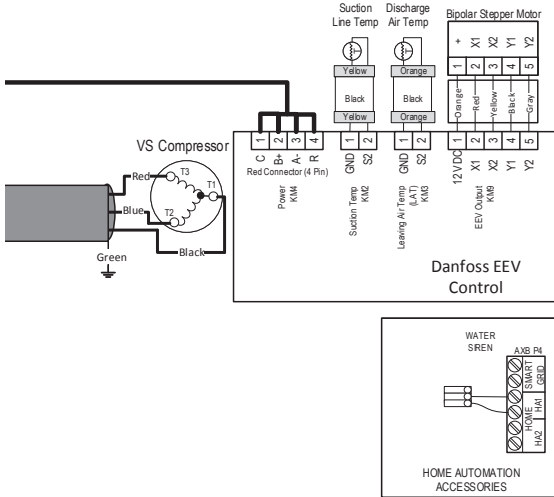 Suction
Line Temp
Discharge
Air Temp
Bipolar Stepper Motor
+ X1 X2 Y1 Y2
1 2 3 4 5
Yellow
Orange
Black
Black
Orange
Red
Yellow
Black
Gray
Yellow
Orange
1 2 3 4
1 2
1 2
1 2 3 4 5
C B+ A- R
GND S2
GND S2
12VDC X1 X2 Y1 Y2
Red Connector (4 Pin)
Power
KM4
Suction Temp
KM2
Leaving Air Temp
(LAT)
KM3
EEV Output
KM9
VS Compressor
Red
T3
T1
Blue
T2
Black
Green
Danfoss EEV
Control
WATER
SIREN
AXB P4
SMART
GRID
HOME
HA1
HA2
HOME AUTOMATION
ACCESSORIES